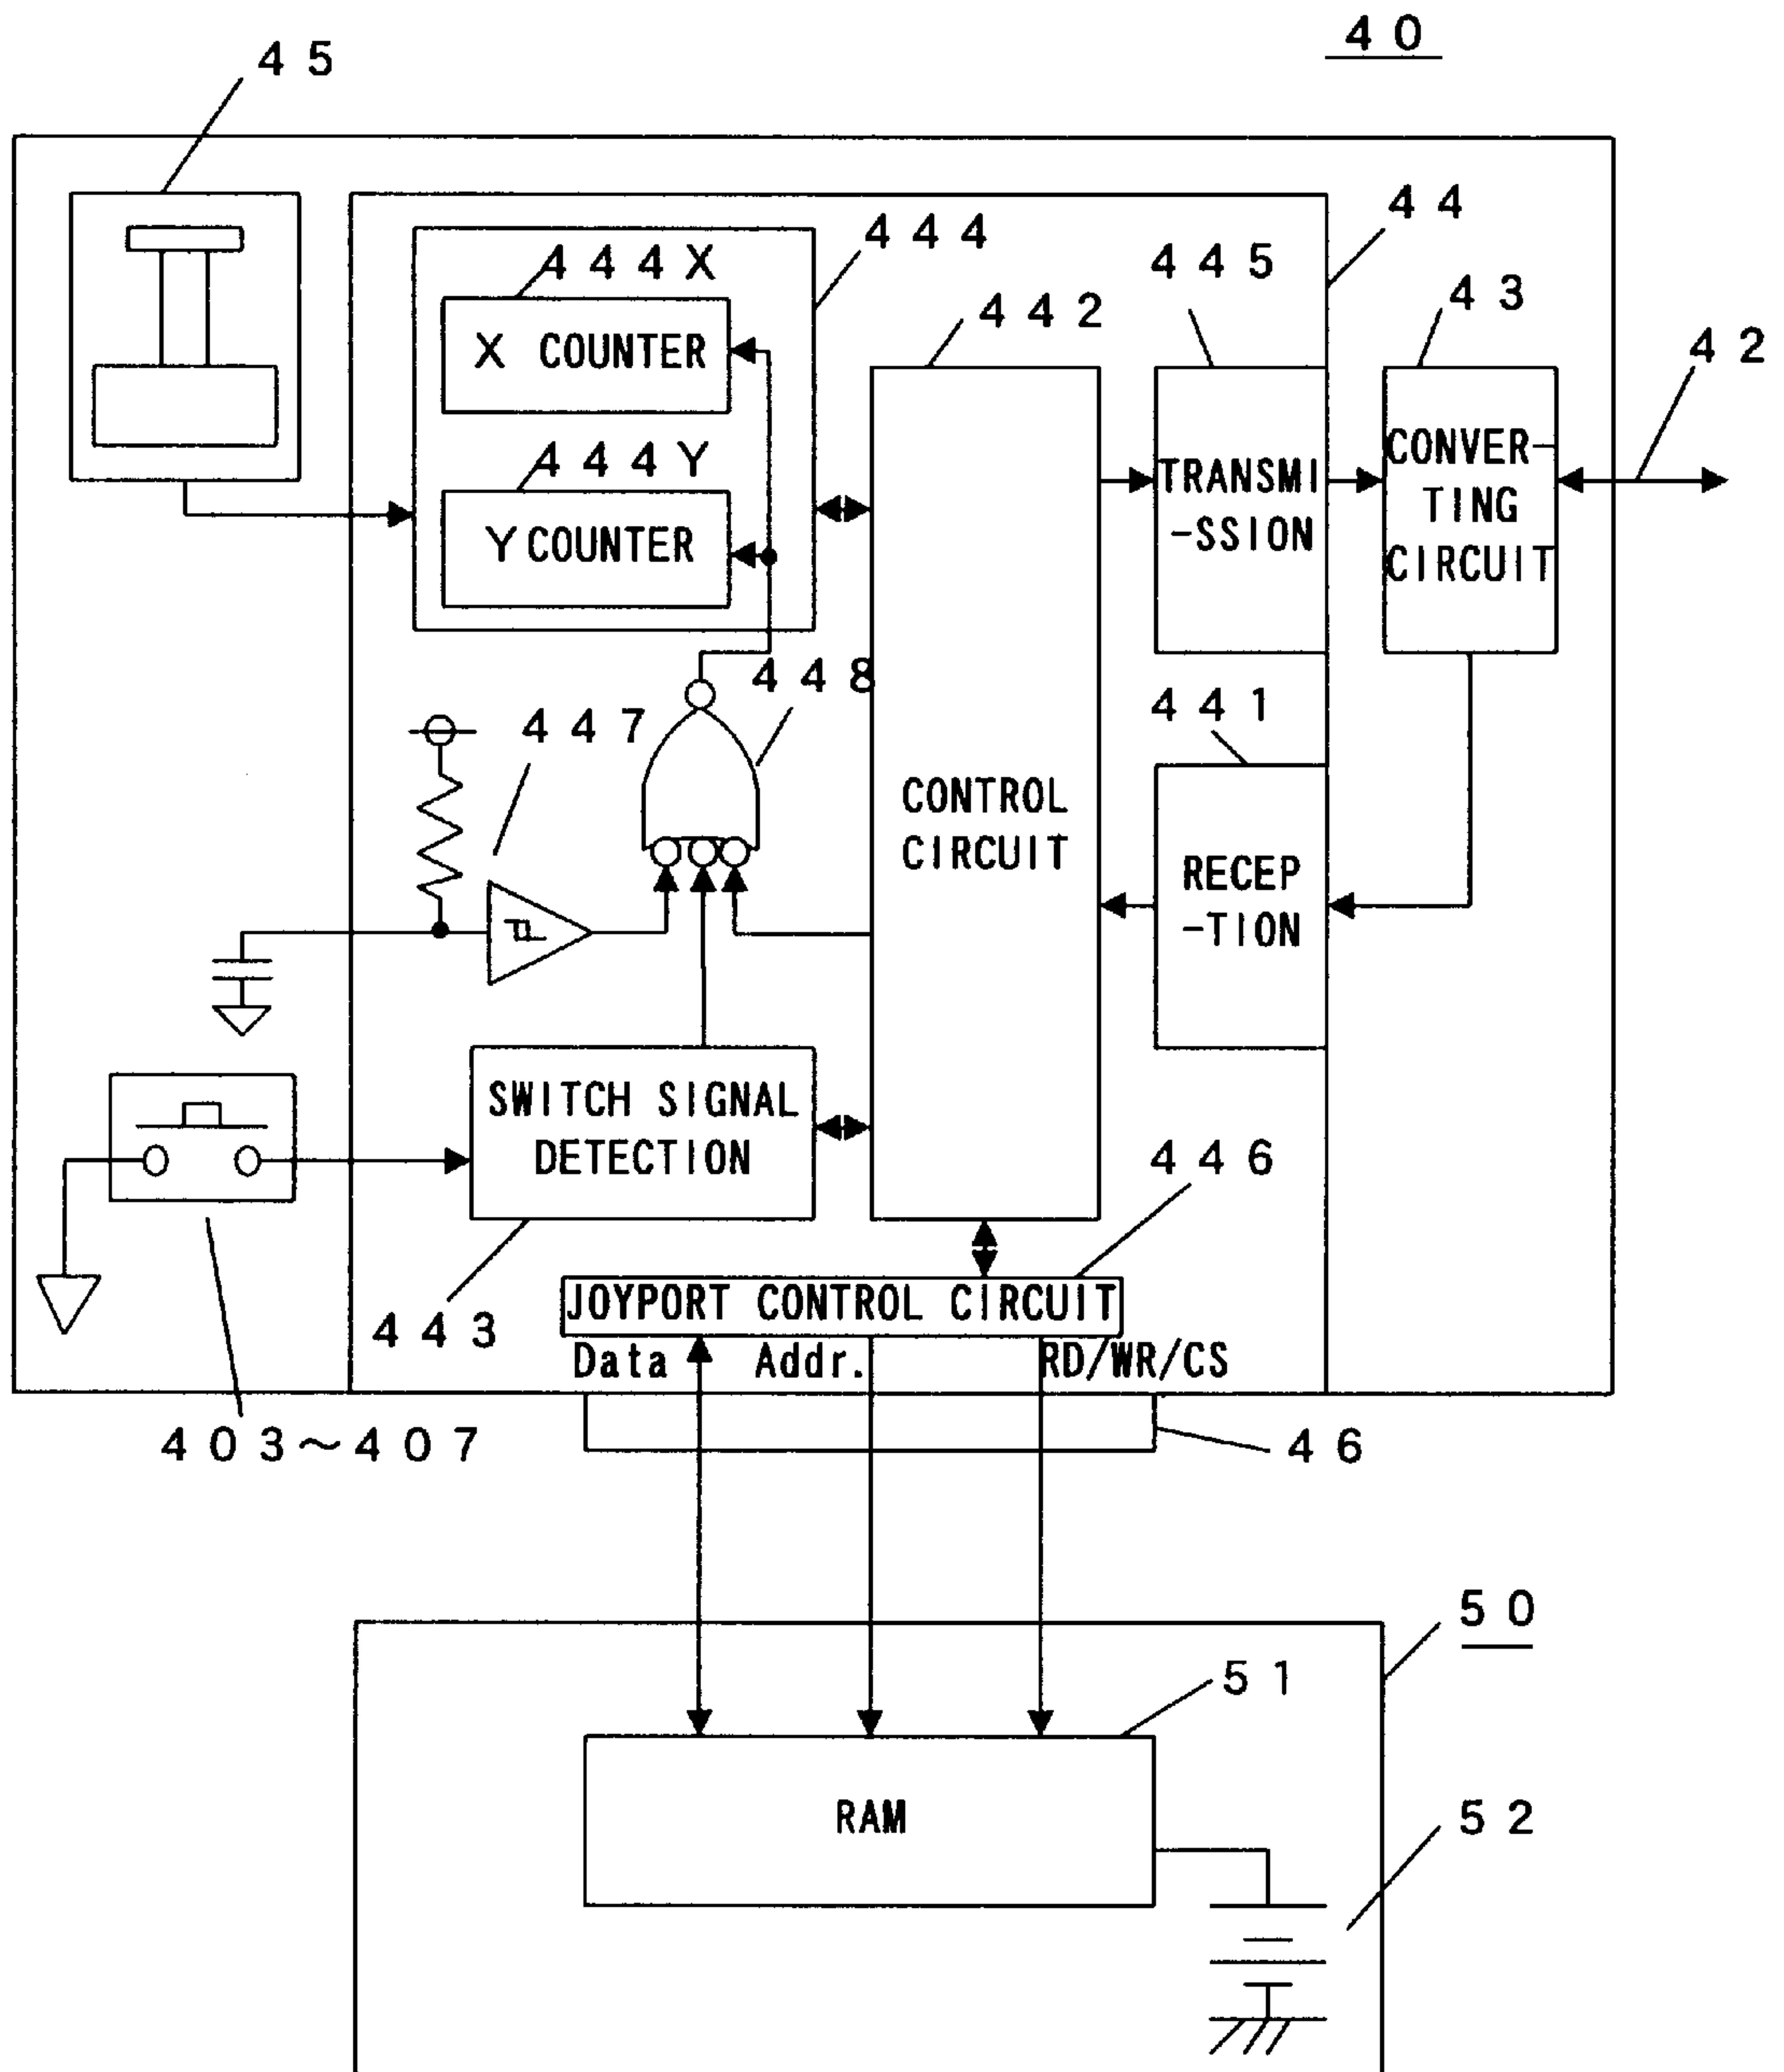 40
45
44
444
444X
445
43
442
42
X COUNTER
444Y
CONVER-
TING
CIRCUIT
TRANSMI
-SSION
Y COUNTER
448
441
447
CONTROL
CIRCUIT
RECEP
-TION
SWITCH SIGNAL
DETECTION
446
JOYPORT CONTROL CIRCUIT
443
Data Addr. RD/WR/CS
403~407
46
50
51
RAM
52